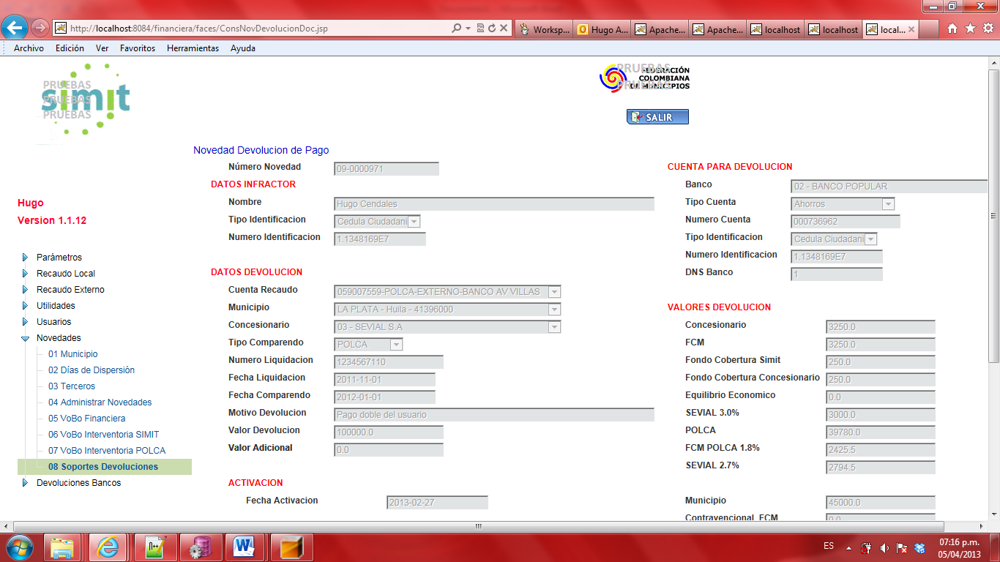 http://localhost:8084/financiera/faces/ConsNovDevolucionDoc.jsp
Worksp...
Hugo A...
Apache...
Apache...
localhost
localhost
local...
Archivo Edición Ver Favoritos Herramientas Ayuda
PRUEBAS
simit
PRUEBAS
PRUEBAS
PRUEBAS
FEDERACIÓN
COLOMBIANA
DE MUNICIPIOS
PRUEBAS
SALIR
Hugo
Version 1.1.12
Parámetros
Recaudo Local
Recaudo Externo
Utilidades
Usuarios
Novedades
01 Municipio
02 Días de Dispersión
03 Terceros
04 Administrar Novedades
05 VoBo Financiera
06 VoBo Interventoria SIMIT
07 VoBo Interventoria POLCA
08 Soportes Devoluciones
Devoluciones Bancos
Novedad Devolucion de Pago
Número Novedad 09-0000971
DATOS INFRACTOR
Nombre Hugo Cendales
Tipo Identificacion Cedula Ciudadani
Numero Identificacion 1.1348169E7
DATOS DEVOLUCION
Cuenta Recaudo 059007559-POLCA-EXTERNO-BANCO AV VILLAS
Municipio LA PLATA - Huila - 41396000
Concesionario 03 - SEVIAL S.A
Tipo Comparendo POLCA
Numero Liquidacion 1234567110
Fecha Liquidacion 2011-11-01
Fecha Comparendo 2012-01-01
Motivo Devolucion Pago doble del usuario
Valor Devolucion 100000.0
Valor Adicional 0.0
ACTIVACION
Fecha Activacion 2013-02-27
CUENTA PARA DEVOLUCION
Banco 02 - BANCO POPULAR
Tipo Cuenta Ahorros
Numero Cuenta 000736962
Tipo Identificacion Cedula Ciudadani
Numero Identificacion 1.1348169E7
DNS Banco 1
VALORES DEVOLUCION
Concesionario 3250.0
FCM 3250.0
Fondo Cobertura Simit 250.0
Fondo Cobertura Concesionario 250.0
Equilibrio Economico 0.0
SEVIAL 3.0% 3000.0
POLCA 39780.0
FCM POLCA 1.8% 2425.5
SEVIAL 2.7% 2794.5
Municipio 45000.0
Contravencional FCM 0.0
ES
07:16 p.m.
05/04/2013